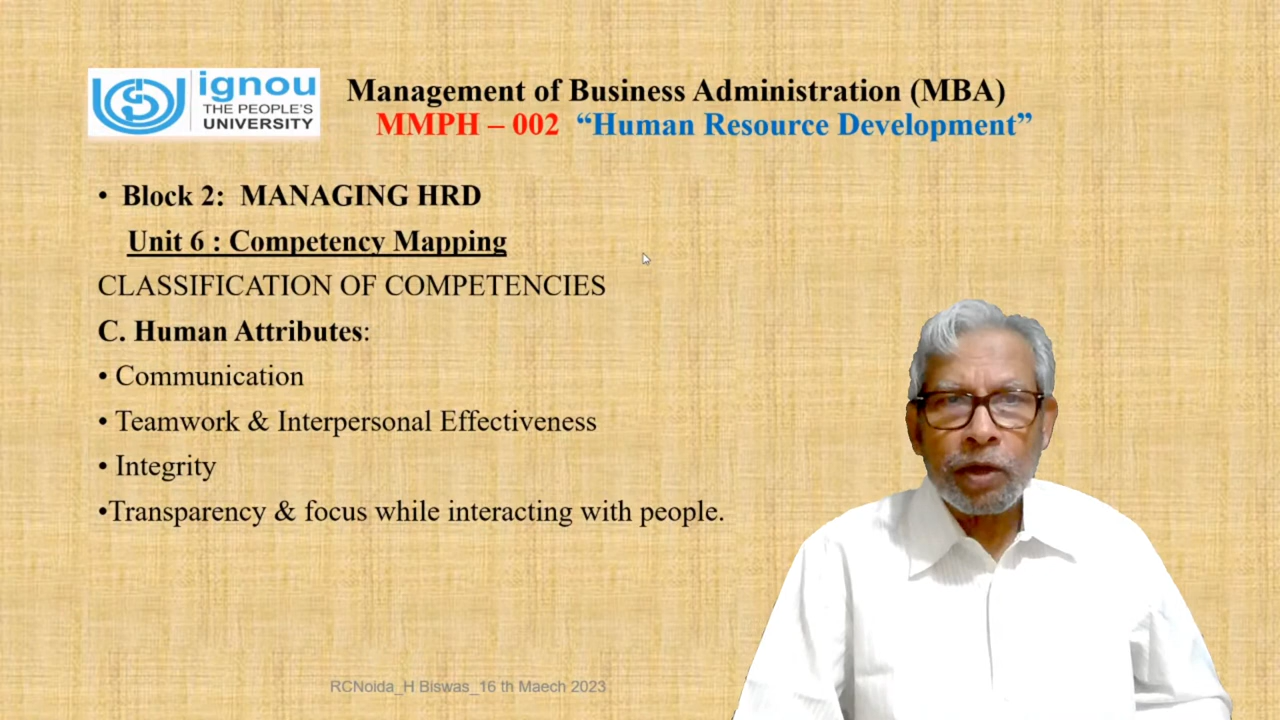 ignou
THE PEOPLE'S
UNIVERSITY
Management of Business Administration (MBA)
MMPH – 002 “Human Resource Development”
• Block 2: MANAGING HRD
Unit 6 : Competency Mapping
CLASSIFICATION OF COMPETENCIES
C. Human Attributes:
• Communication
• Teamwork & Interpersonal Effectiveness
• Integrity
•Transparency & focus while interacting with people.
RCNoida_H Biswas_16 th Maech 2023